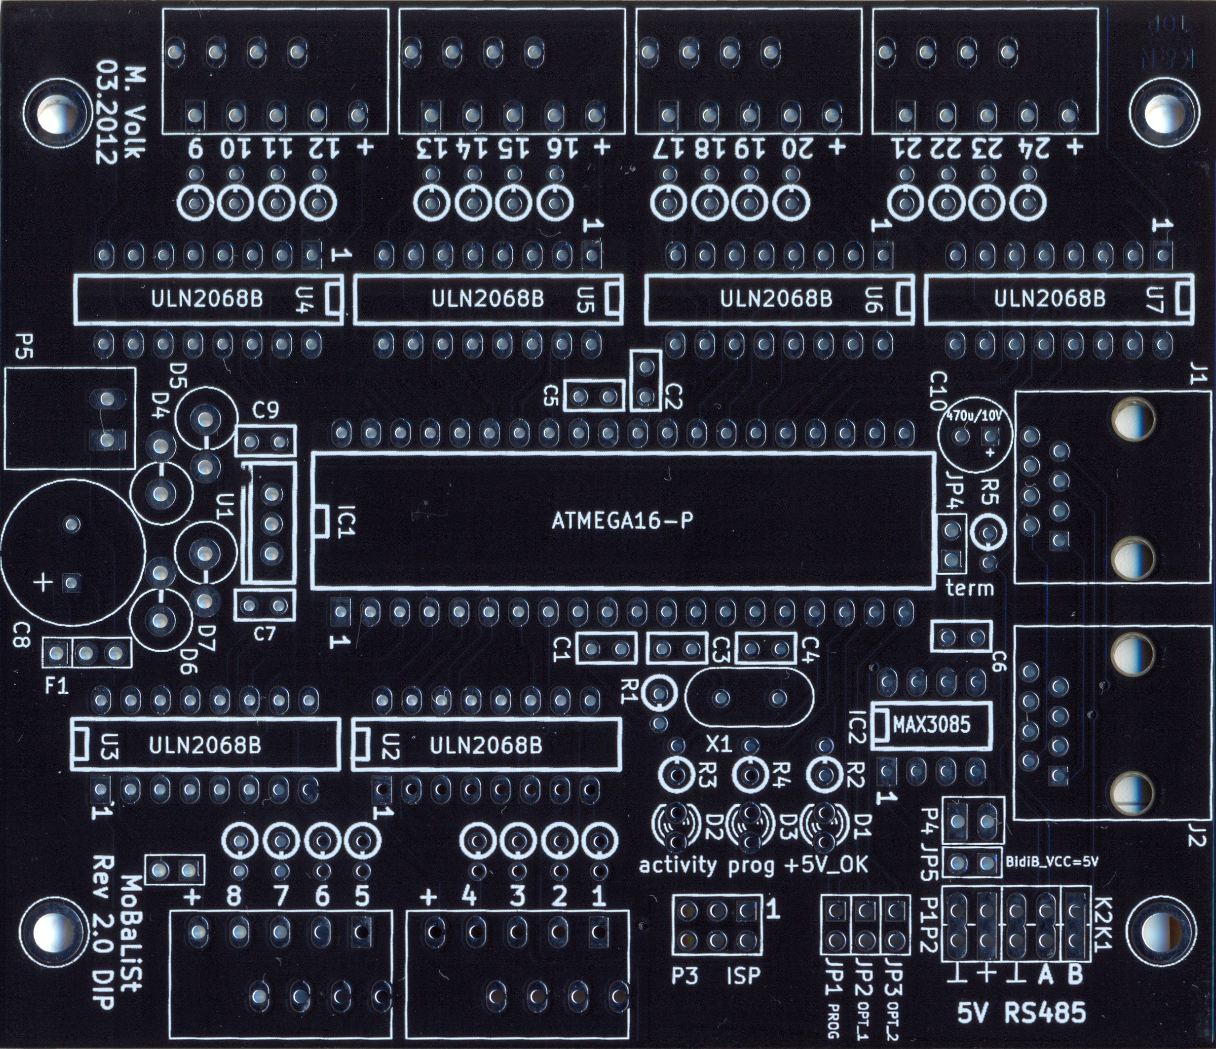 M. Volk
03.2012
9 10 11 12 +
13 14 15 16 +
17 18 19 20 +
21 22 23 24 +
1
1
1
1
ULN2068B U4
ULN2068B U5
ULN2068B U6
ULN2068B U7
P5
D5
D4
C9
C5
C2
C10
470u/10V
+
J1
U1
IC1
ATMEGA16-P
JP4
R5
term
+
C8
C7
D7
D6
F1
1
C1
C3
C4
C6
R1
X1
IC2
MAX3085
1
U3 ULN2068B
U2 ULN2068B
1
1
R3
R4
R2
D2
D3
D1
activity prog +5V_OK
P4
JP5
BidiB_VCC=5V
J2
+ 8 7 6 5
+ 4 3 2 1
MoBaLiSt
Rev 2.0 DIP
1
P3 ISP
JP1 PROG
JP2 OPT_1
JP3 OPT_2
P1P2
K2K1
⊥ + ⊥ A B
5V RS485